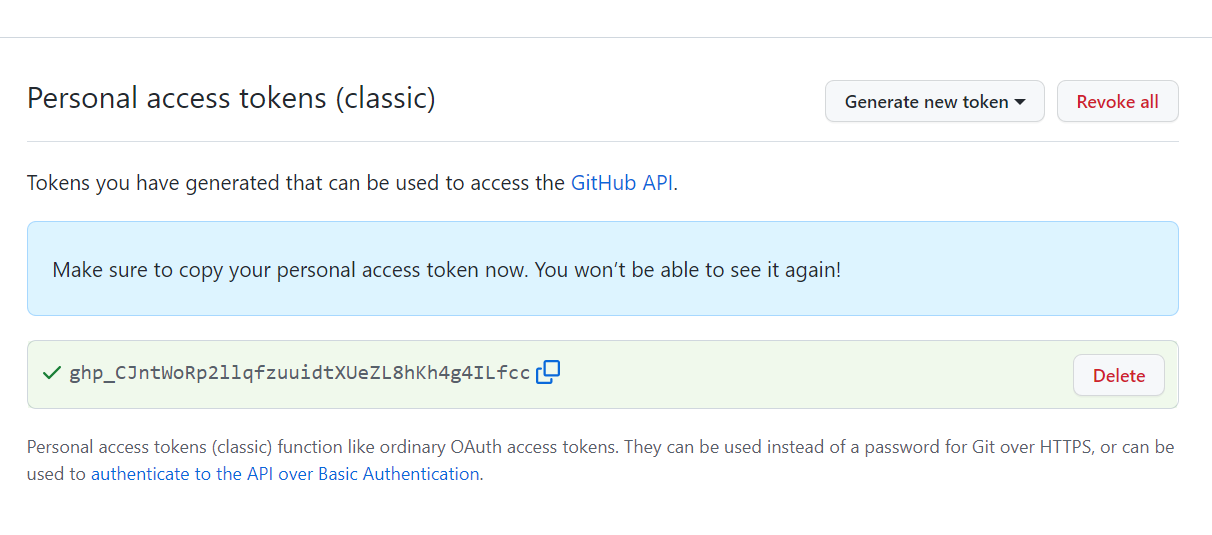 Personal access tokens (classic)
Generate new token
Revoke all
Tokens you have generated that can be used to access the GitHub API.
Make sure to copy your personal access token now. You won’t be able to see it again!
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
Delete
Personal access tokens (classic) function like ordinary OAuth access tokens. They can be used instead of a password for Git over HTTPS, or can be
used to authenticate to the API over Basic Authentication.